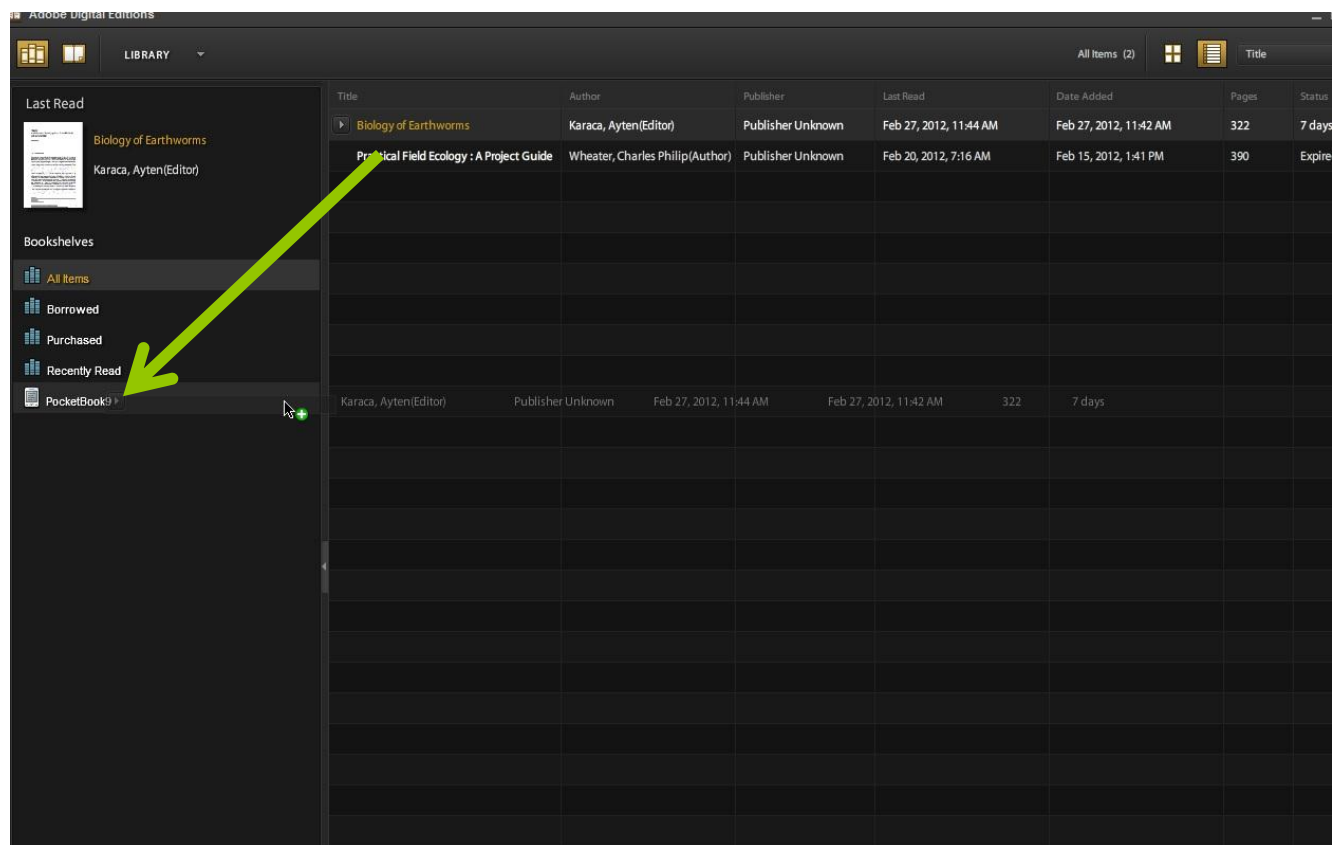 Adobe Digital Editions
LIBRARY
All Items (2)
Title
Last Read
Biology of Earthworms
Karaca, Ayten(Editor)
Bookshelves
All Items
Borrowed
Purchased
Recently Read
PocketBook9
Title Author Publisher Last Read Date Added Pages Status
Biology of Earthworms Karaca, Ayten(Editor) Publisher Unknown Feb 27, 2012, 11:44 AM Feb 27, 2012, 11:42 AM 322 7 days
Practical Field Ecology : A Project Guide Wheater, Charles Philip(Author) Publisher Unknown Feb 20, 2012, 7:16 AM Feb 15, 2012, 1:41 PM 390 Expire
Karaca, Ayten(Editor) Publisher Unknown Feb 27, 2012, 11:44 AM Feb 27, 2012, 11:42 AM 322 7 days